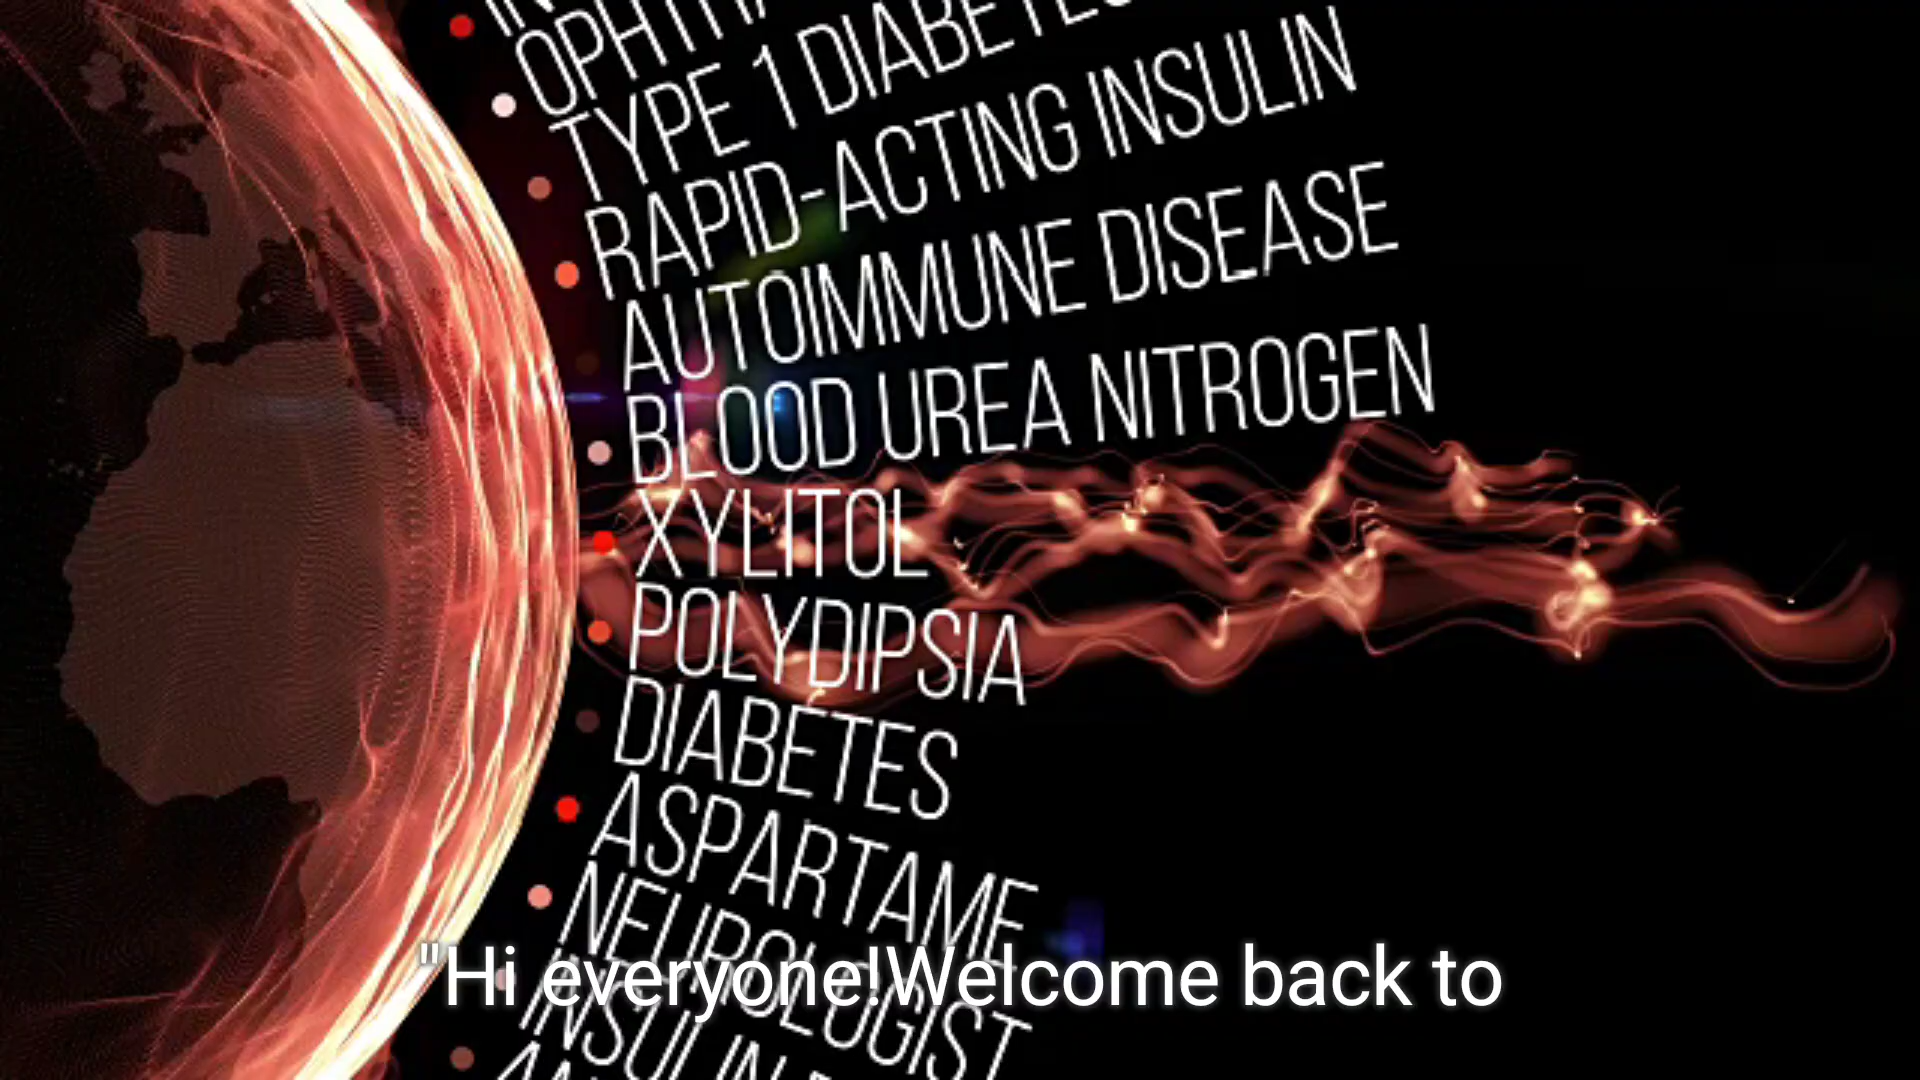 TYPE 1 DIABETES
RAPID-ACTING INSULIN
AUTOIMMUNE DISEASE
BLOOD UREA NITROGEN
XYLITOL
POLYDIPSIA
DIABETES
ASPARTAME
NEUROLOGIST
INSULIN
"Hi everyone!Welcome back to